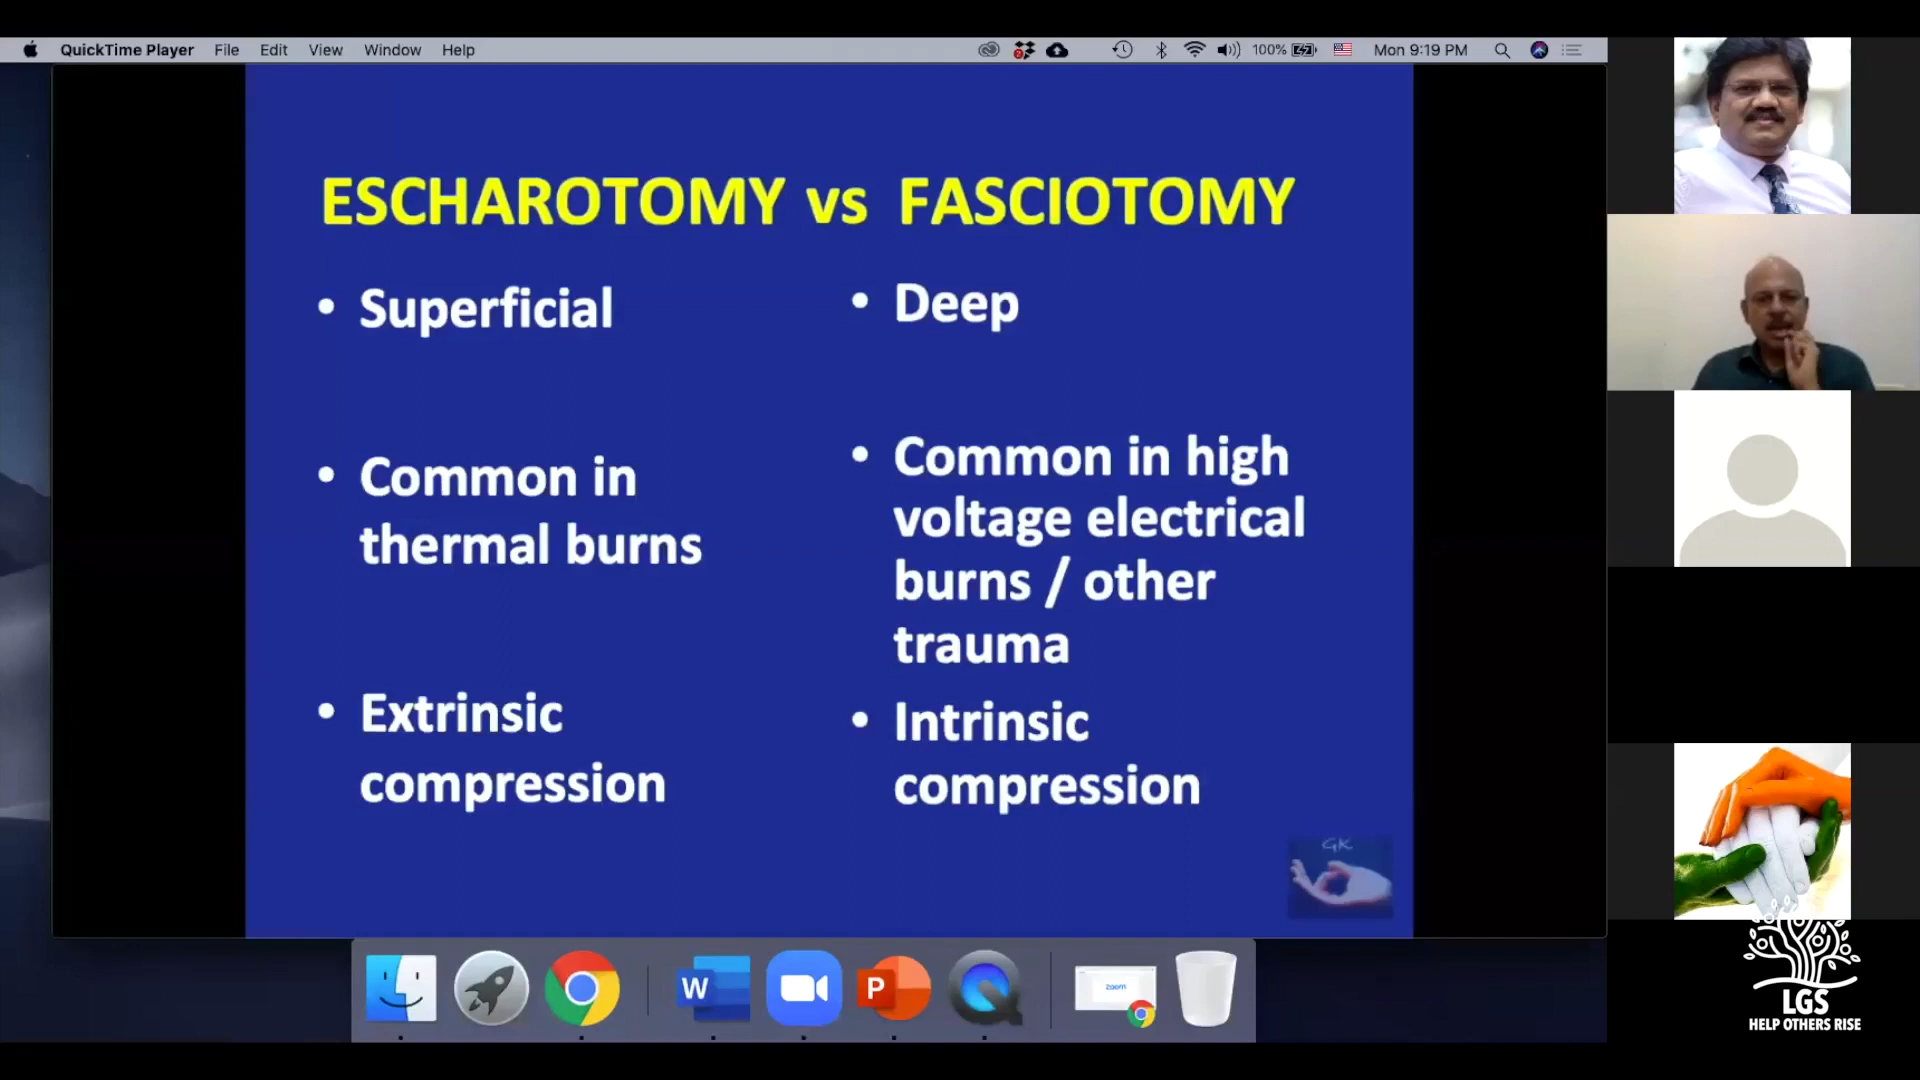 QuickTime Player File Edit View Window Help 100% Mon 9:19 PM
ESCHAROTOMY vs FASCIOTOMY
• Superficial
• Common in
thermal burns
• Extrinsic
compression
• Deep
• Common in high
voltage electrical
burns / other
trauma
• Intrinsic
compression
GK
W
P
zoom
LGS
HELP OTHERS RISE